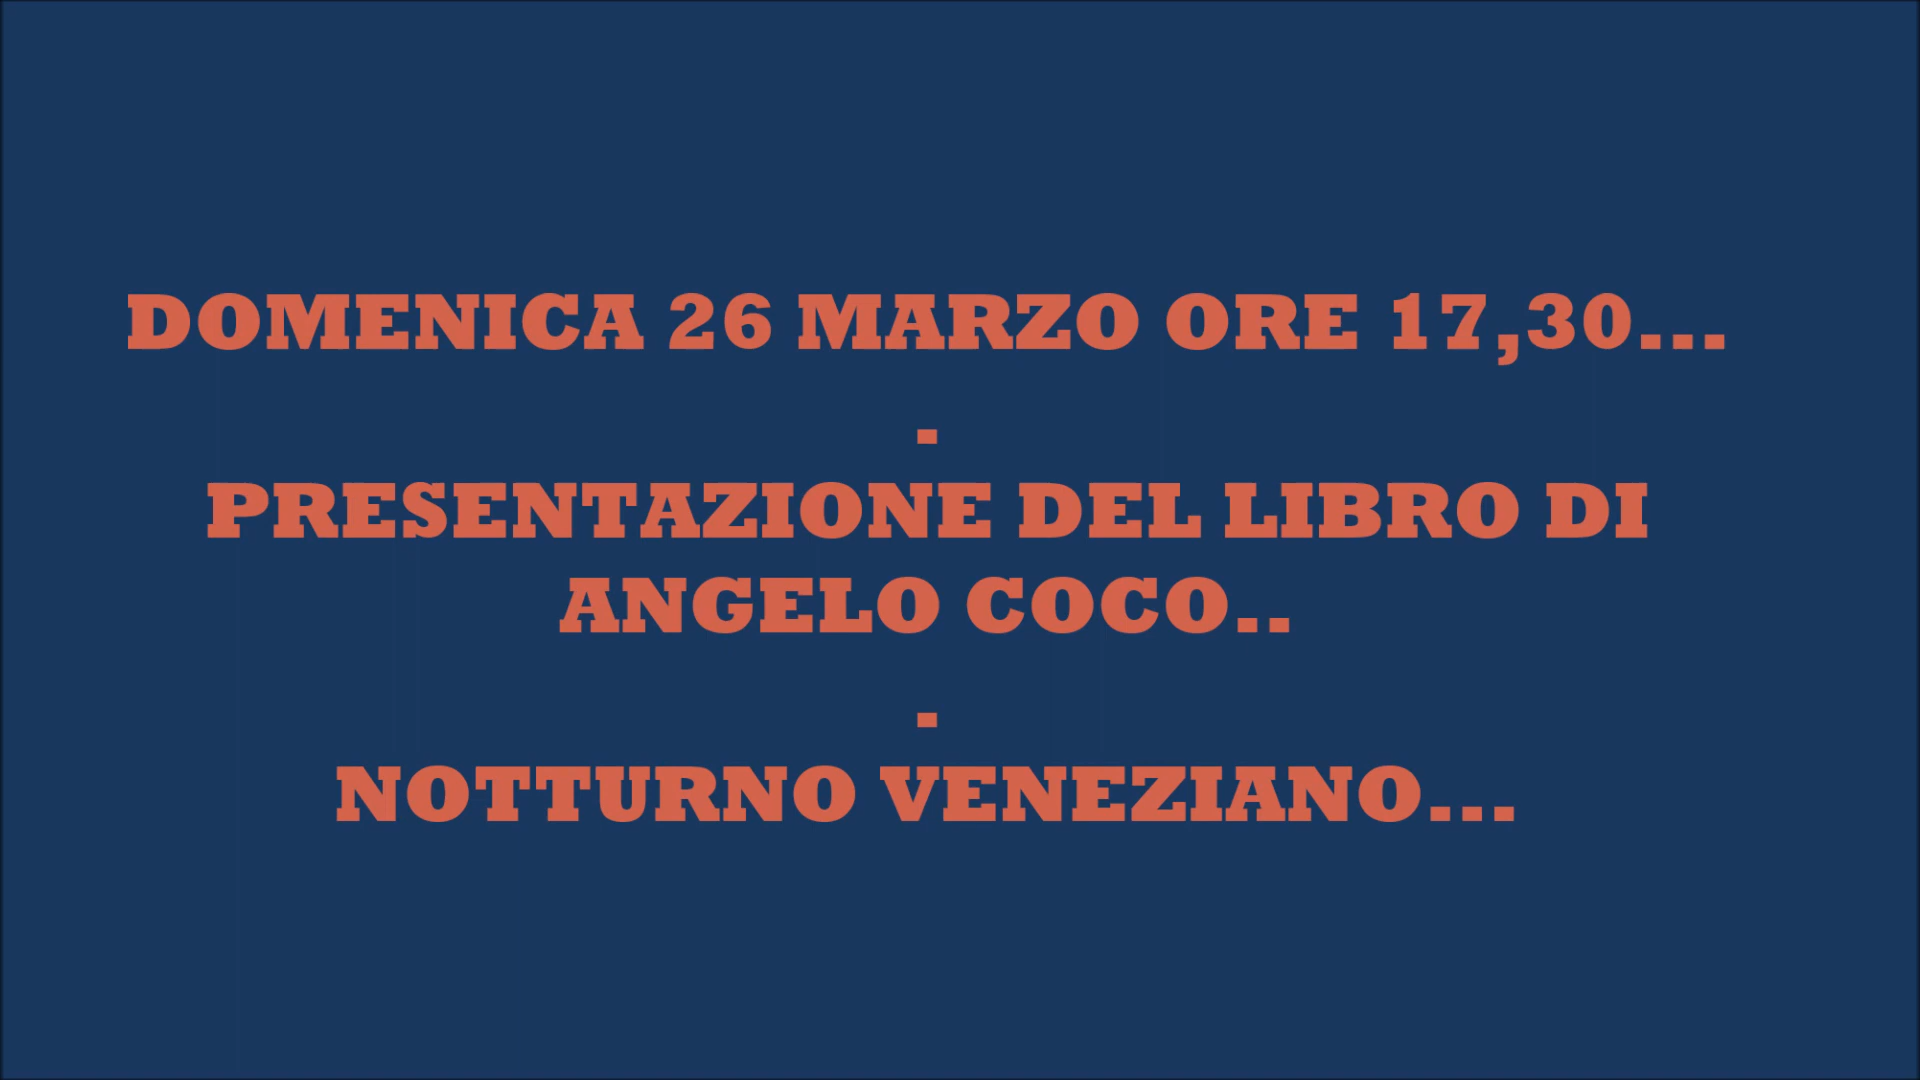 DOMENICA 26 MARZO ORE 17,30...
-
PRESENTAZIONE DEL LIBRO DI
ANGELO COCO..
-
NOTTURNO VENEZIANO...